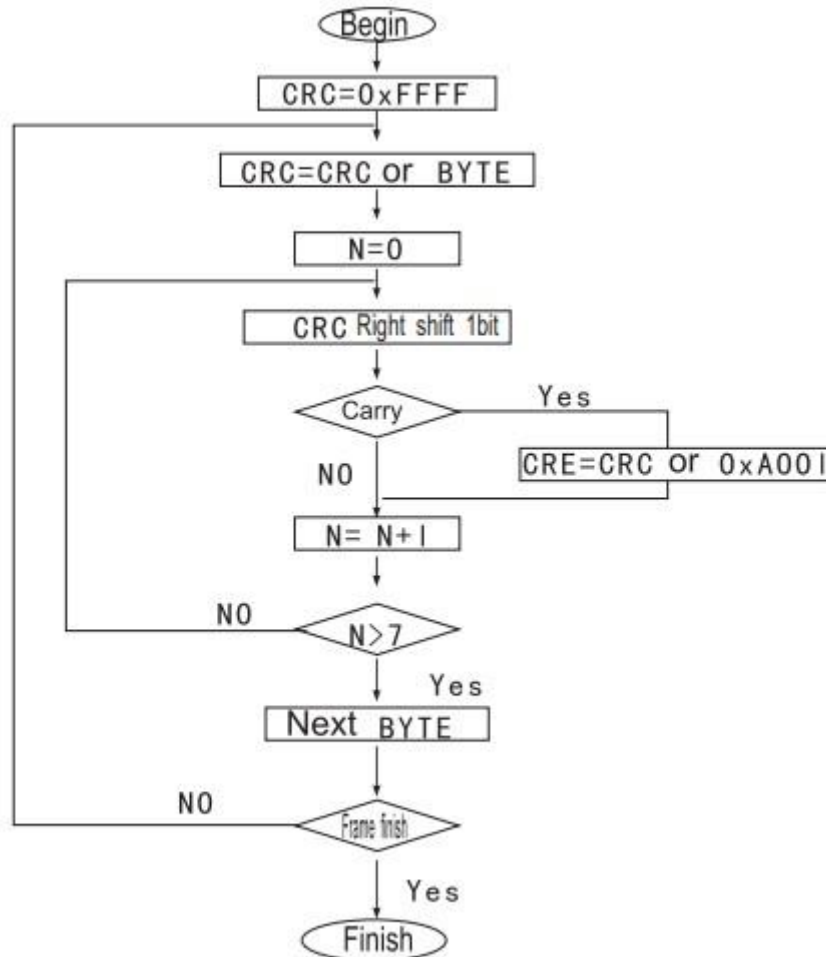 Begin
CRC=0xFFFF
CRC=CRC or BYTE
N=0
CRC Right shift 1bit
Carry
Yes
CRE=CRC or 0xA001
NO
N= N+1
NO
N>7
Yes
Next BYTE
NO
Frame finish
Yes
Finish